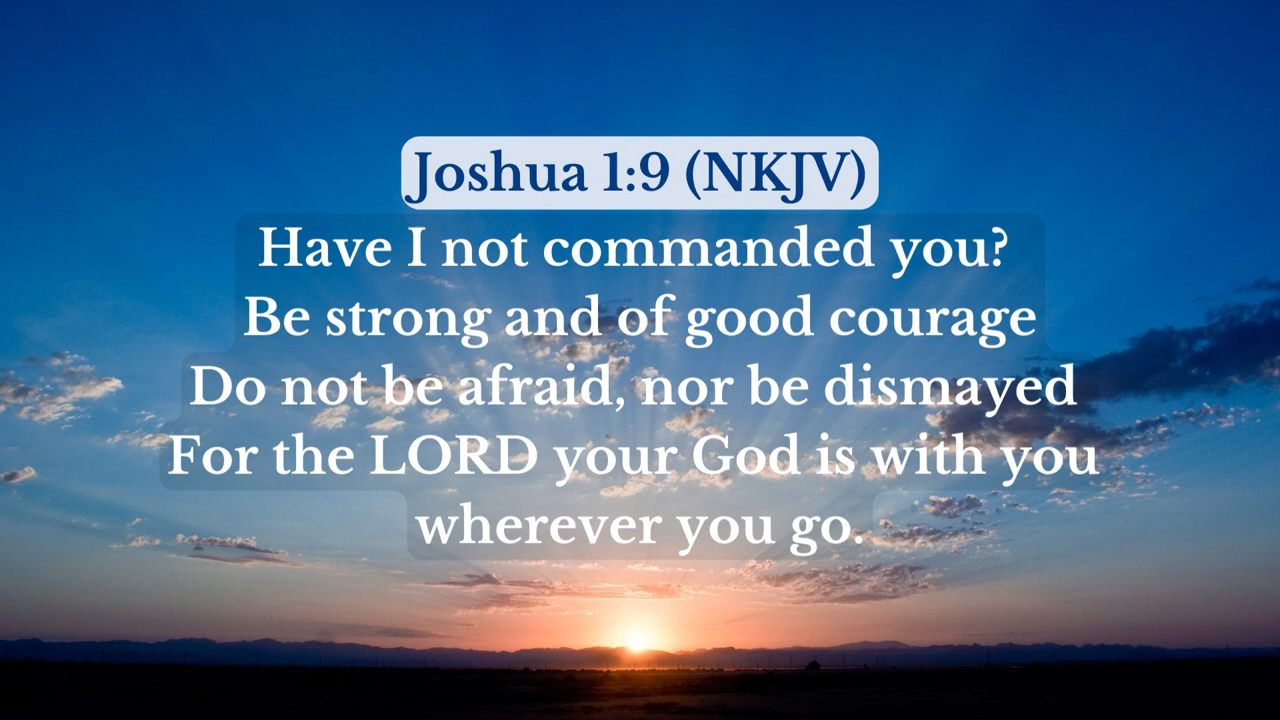 Joshua 1:9 (NKJV)
Have I not commanded you?
Be strong and of good courage
Do not be afraid, nor be dismayed
For the LORD your God is with you
wherever you go.